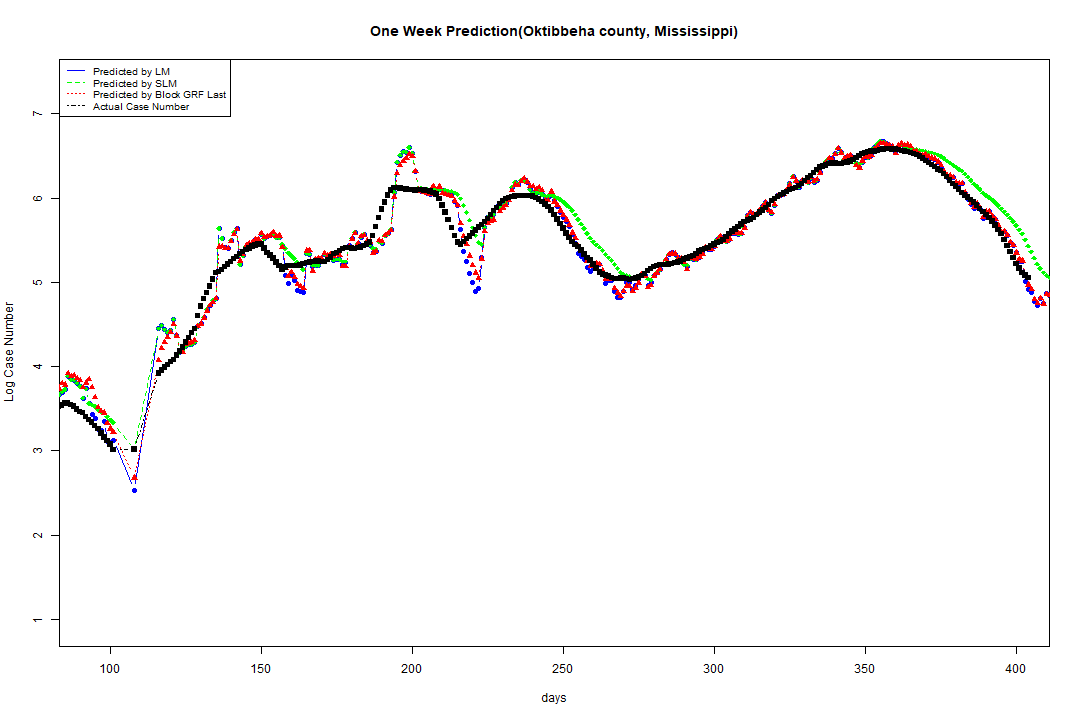 One Week Prediction(Oktibbeha county, Mississippi)
Predicted by LM
Predicted by SLM
Predicted by Block GRF Last
Actual Case Number
7
6
5
4
3
2
1
Log Case Number
100 150 200 250 300 350 400
days